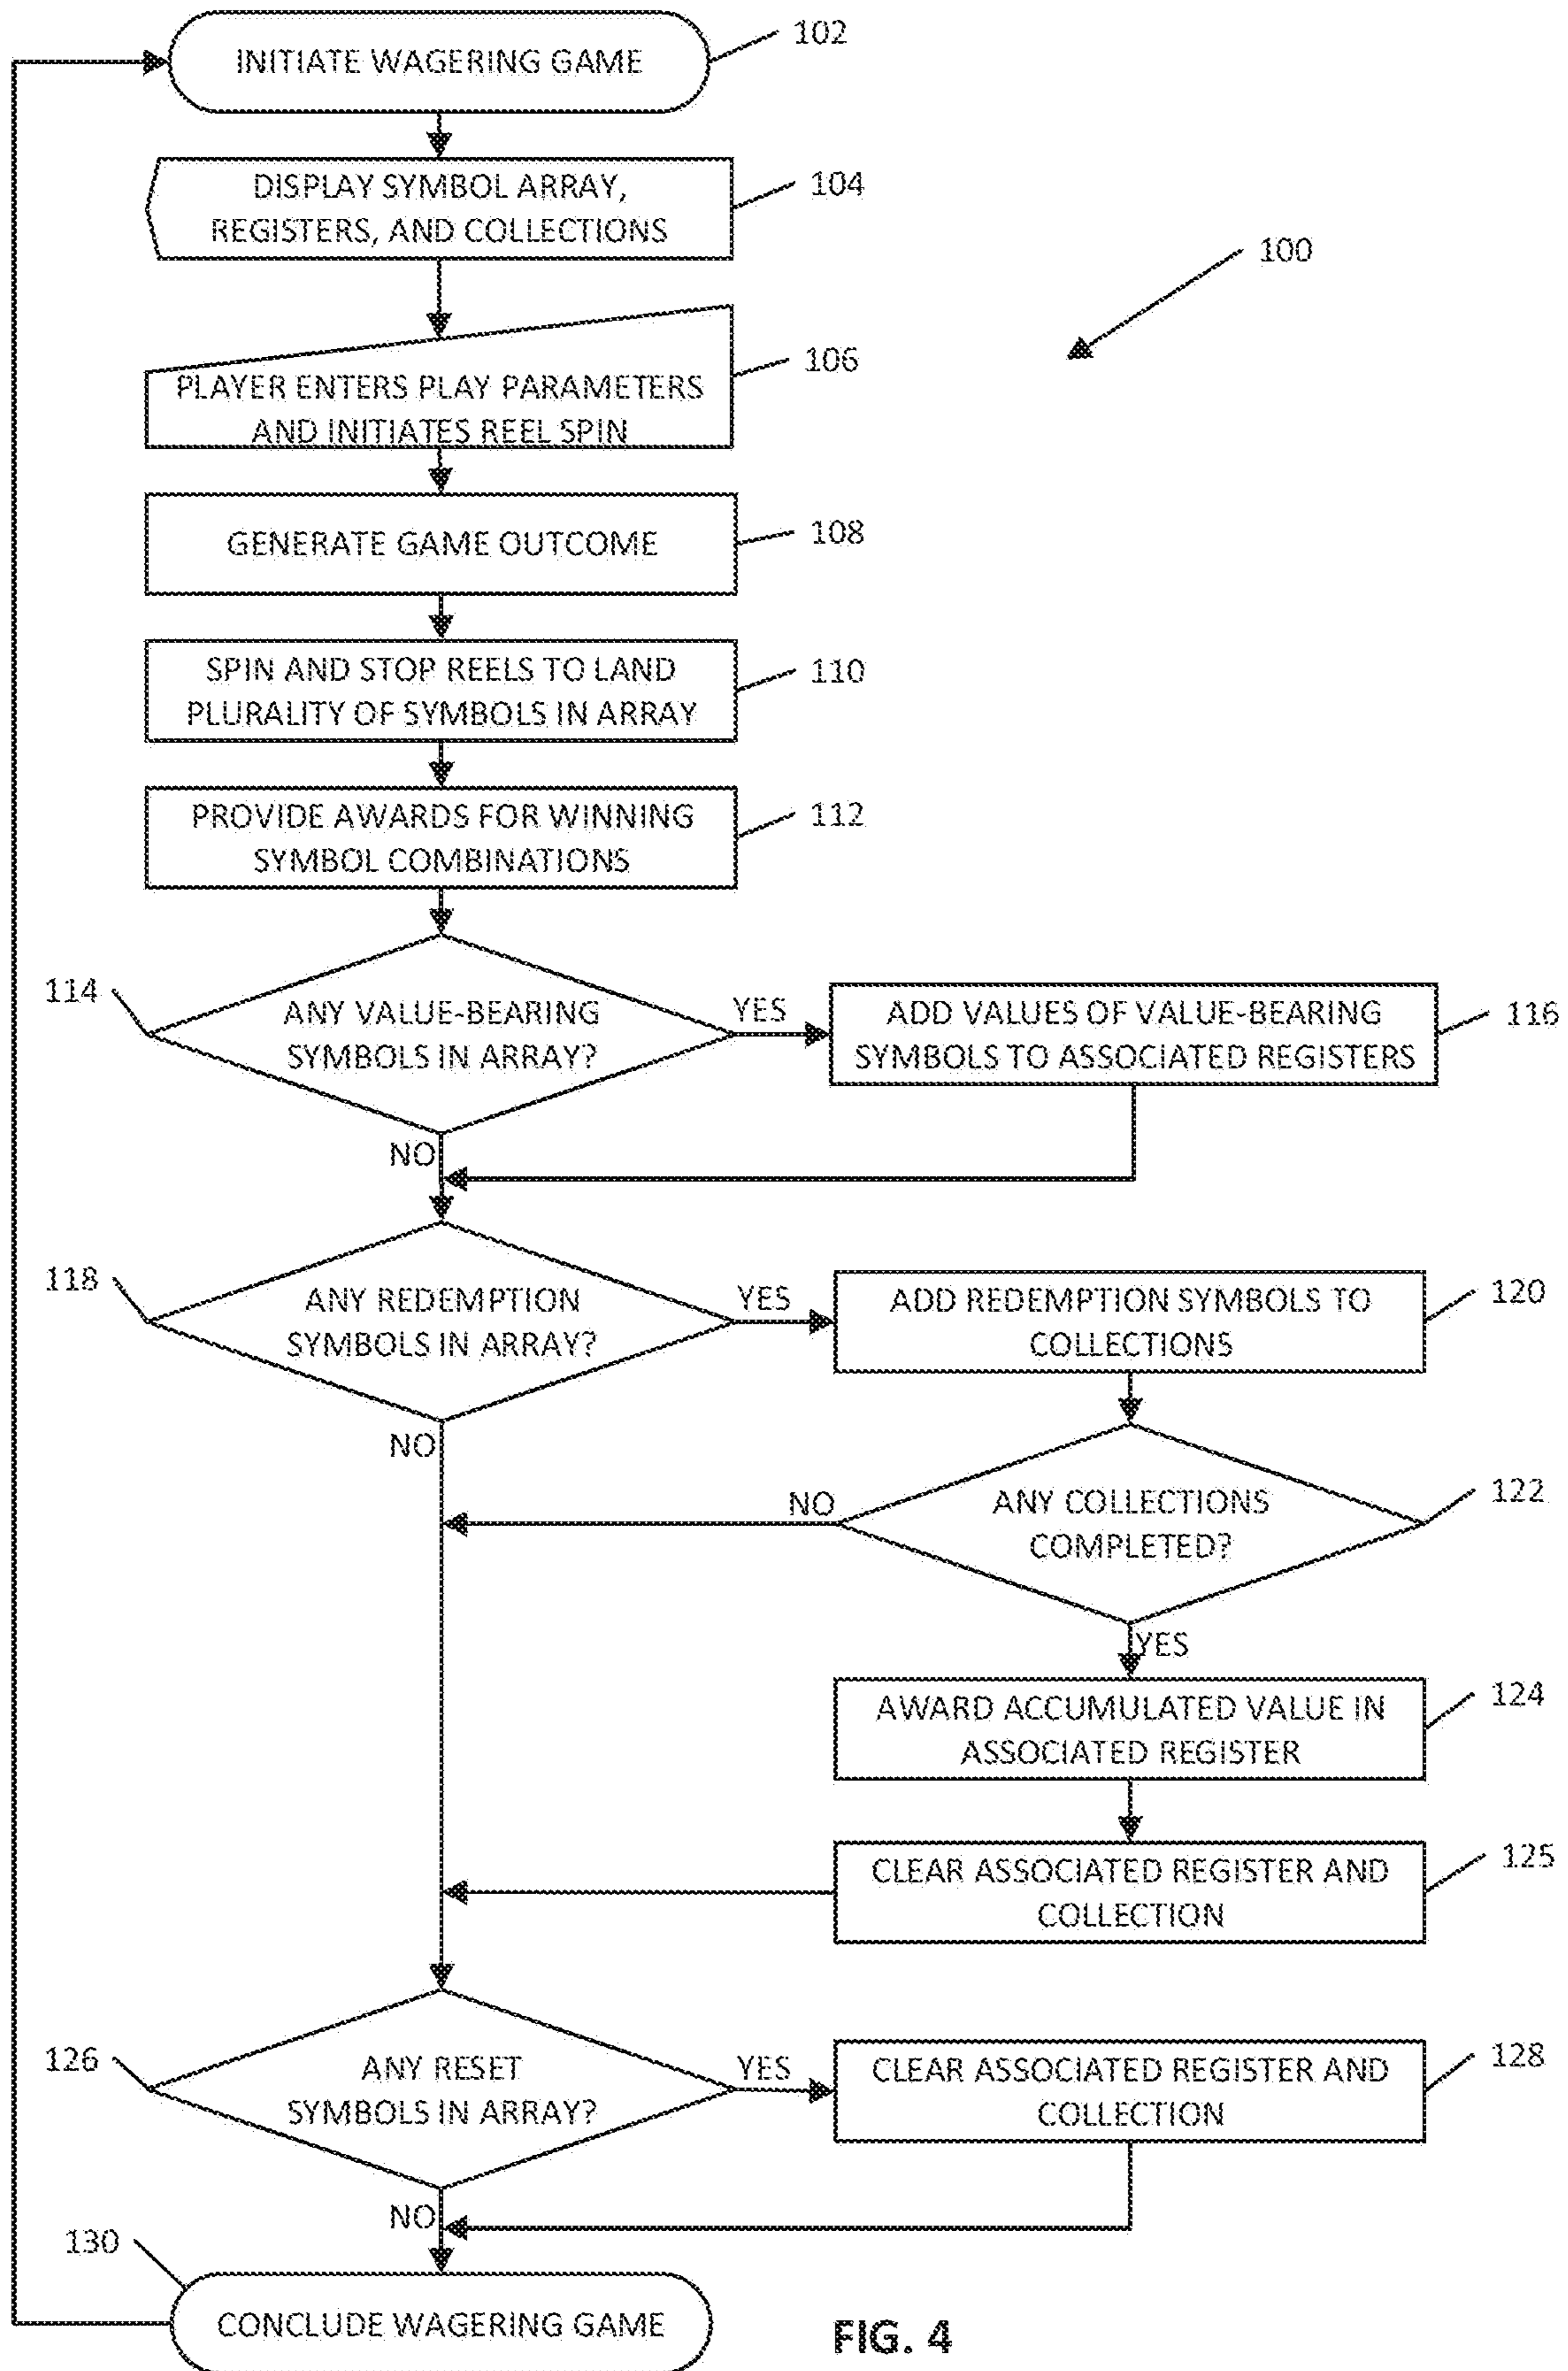 INITIATE WAGERING GAME
102
DISPLAY SYMBOL ARRAY,
REGISTERS, AND COLLECTIONS
104
100
PLAYER ENTERS PLAY PARAMETERS
AND INITIATES REEL SPIN
106
GENERATE GAME OUTCOME
108
SPIN AND STOP REELS TO LAND
PLURALITY OF SYMBOLS IN ARRAY
110
PROVIDE AWARDS FOR WINNING
SYMBOL COMBINATIONS
112
114
ANY VALUE-BEARING
SYMBOLS IN ARRAY?
YES
ADD VALUES OF VALUE-BEARING
SYMBOLS TO ASSOCIATED REGISTERS
116
NO
118
ANY REDEMPTION
SYMBOLS IN ARRAY?
YES
ADD REDEMPTION SYMBOLS TO
COLLECTIONS
120
NO
NO
ANY COLLECTIONS
COMPLETED?
122
YES
AWARD ACCUMULATED VALUE IN
ASSOCIATED REGISTER
124
CLEAR ASSOCIATED REGISTER AND
COLLECTION
125
126
ANY RESET
SYMBOLS IN ARRAY?
YES
CLEAR ASSOCIATED REGISTER AND
COLLECTION
128
NO
130
CONCLUDE WAGERING GAME
FIG. 4